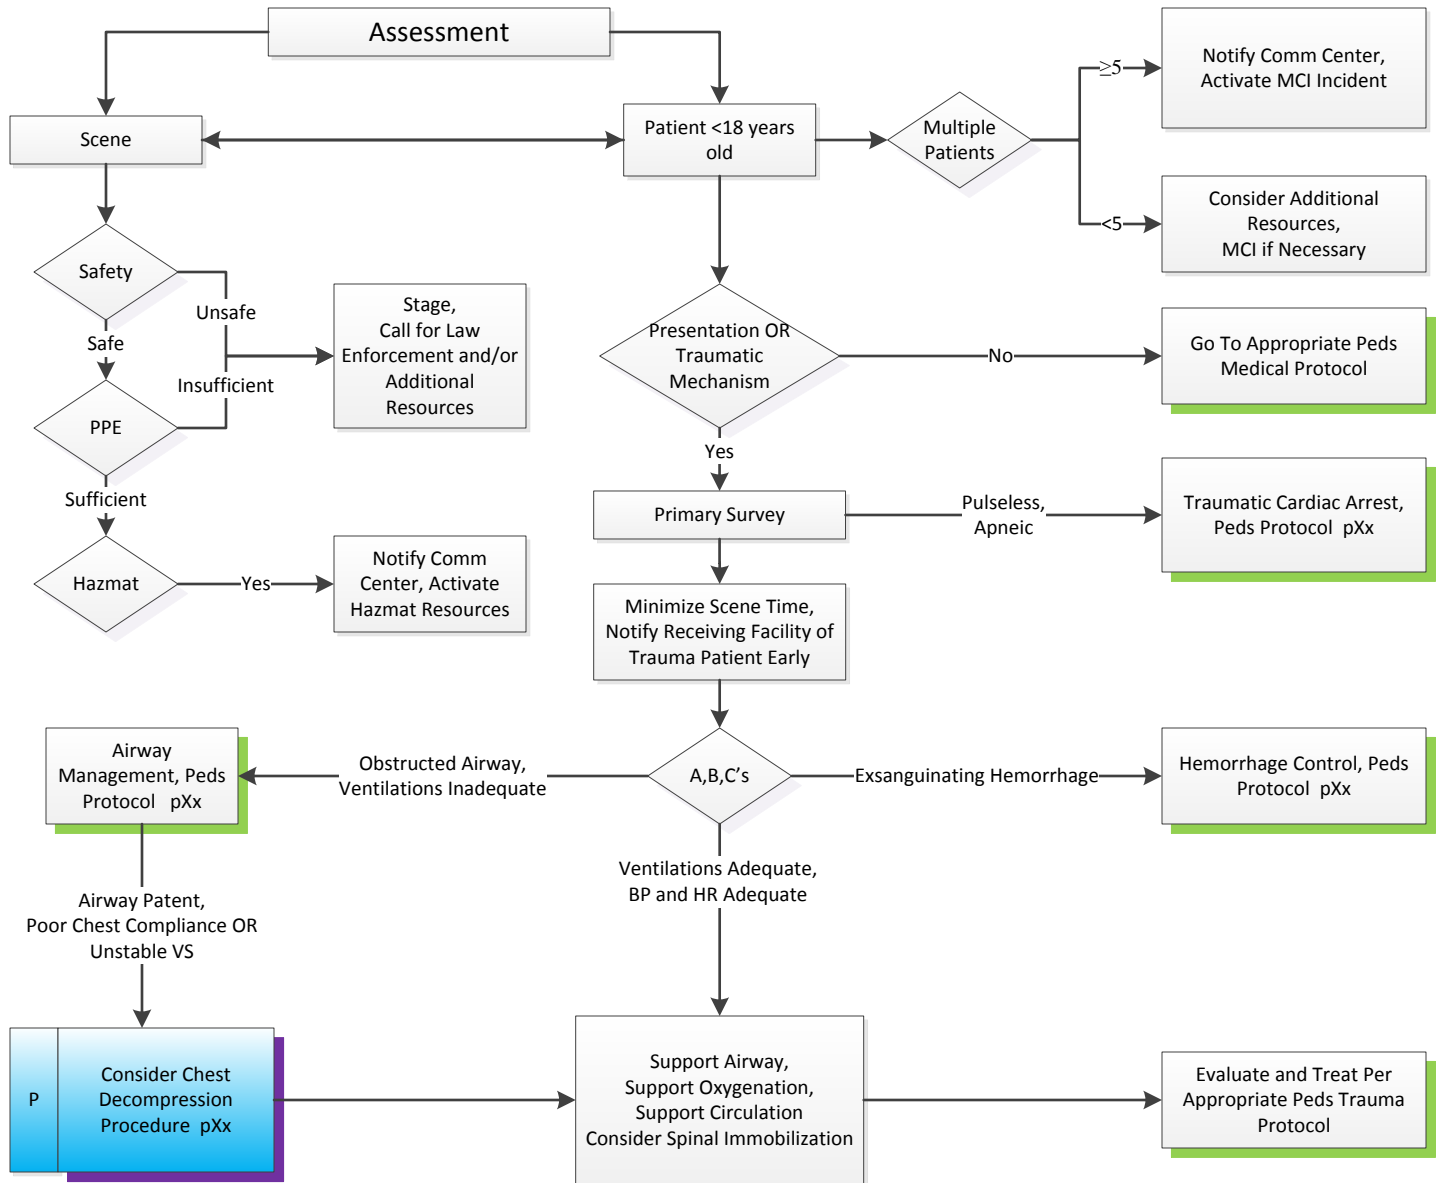 Assessment
Scene
Patient <18 years
old
Multiple
Patients
≥5
Notify Comm Center,
Activate MCI Incident
<5
Consider Additional
Resources,
MCI if Necessary
Safety
Unsafe
Safe
Insufficient
Stage,
Call for Law
Enforcement and/or
Additional
Resources
PPE
Sufficient
Hazmat
Yes
Notify Comm
Center, Activate
Hazmat Resources
Presentation OR
Traumatic
Mechanism
No
Go To Appropriate Peds
Medical Protocol
Yes
Primary Survey
Pulseless,
Apneic
Traumatic Cardiac Arrest,
Peds Protocol pXx
Minimize Scene Time,
Notify Receiving Facility of
Trauma Patient Early
A,B,C's
Obstructed Airway,
Ventilations Inadequate
Airway
Management, Peds
Protocol pXx
Exsanguinating Hemorrhage
Hemorrhage Control, Peds
Protocol pXx
Airway Patent,
Poor Chest Compliance OR
Unstable VS
Ventilations Adequate,
BP and HR Adequate
P
Consider Chest
Decompression
Procedure pXx
Support Airway,
Support Oxygenation,
Support Circulation
Consider Spinal Immobilization
Evaluate and Treat Per
Appropriate Peds Trauma
Protocol